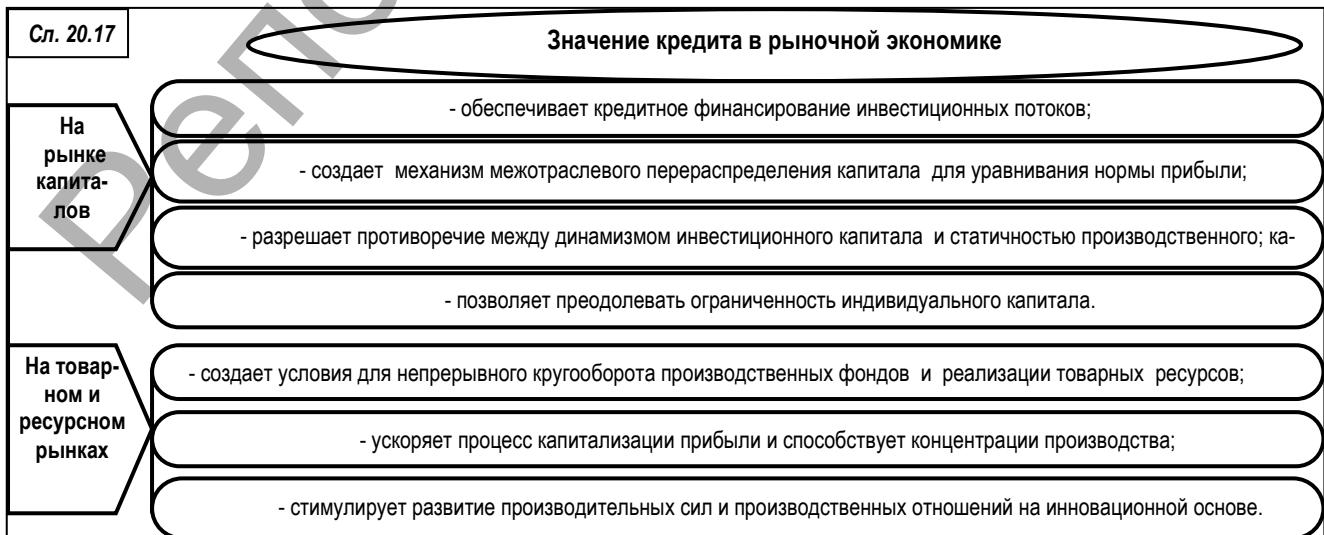 Сл. 20.17
Значение кредита в рыночной экономике
На
рынке
капита-
лов
- обеспечивает кредитное финансирование инвестиционных потоков;
- создает механизм межотраслевого перераспределения капитала для уравнивания нормы прибыли;
- разрешает противоречие между динамизмом инвестиционного капитала и статичностью производственного; ка-
- позволяет преодолевать ограниченность индивидуального капитала.
На товар-
ном и
ресурсном
рынках
- создает условия для непрерывного кругооборота производственных фондов и реализации товарных ресурсов;
- ускоряет процесс капитализации прибыли и способствует концентрации производства;
- стимулирует развитие производительных сил и производственных отношений на инновационной основе.